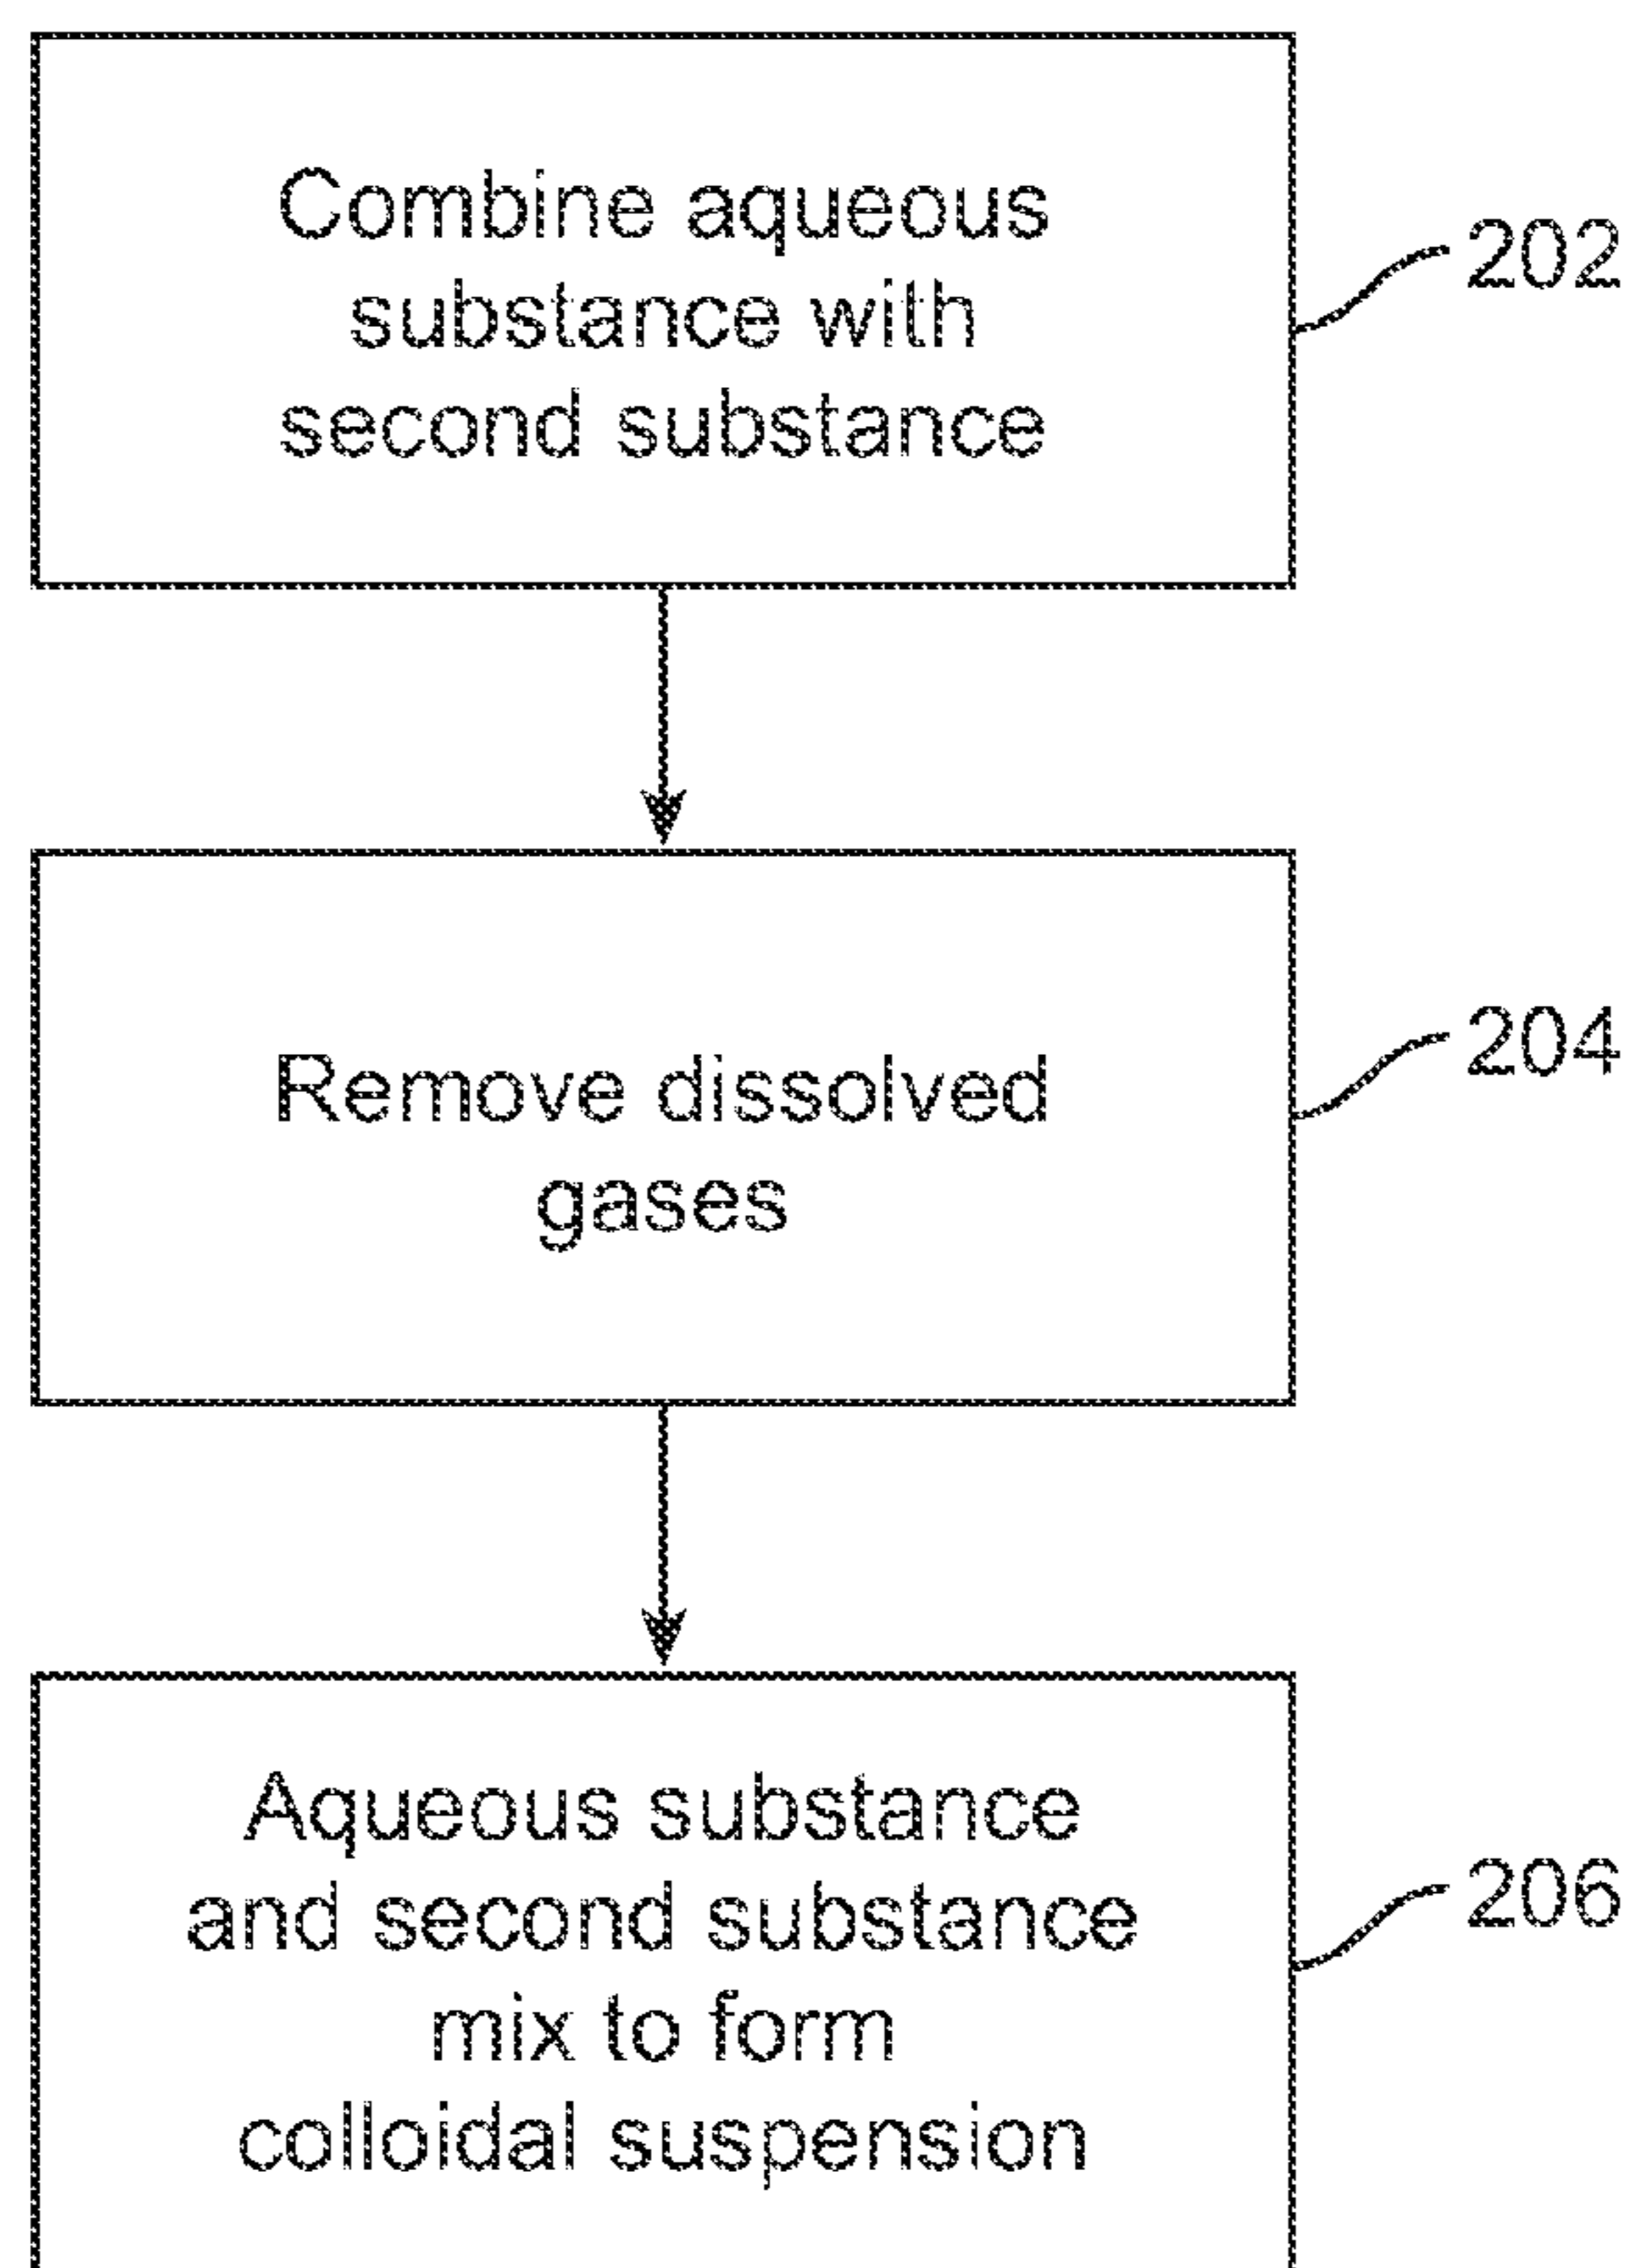 Combine aqueous
substance with
second substance
202
Remove dissolved
gases
204
Aqueous substance
and second substance
mix to form
colloidal suspension
206